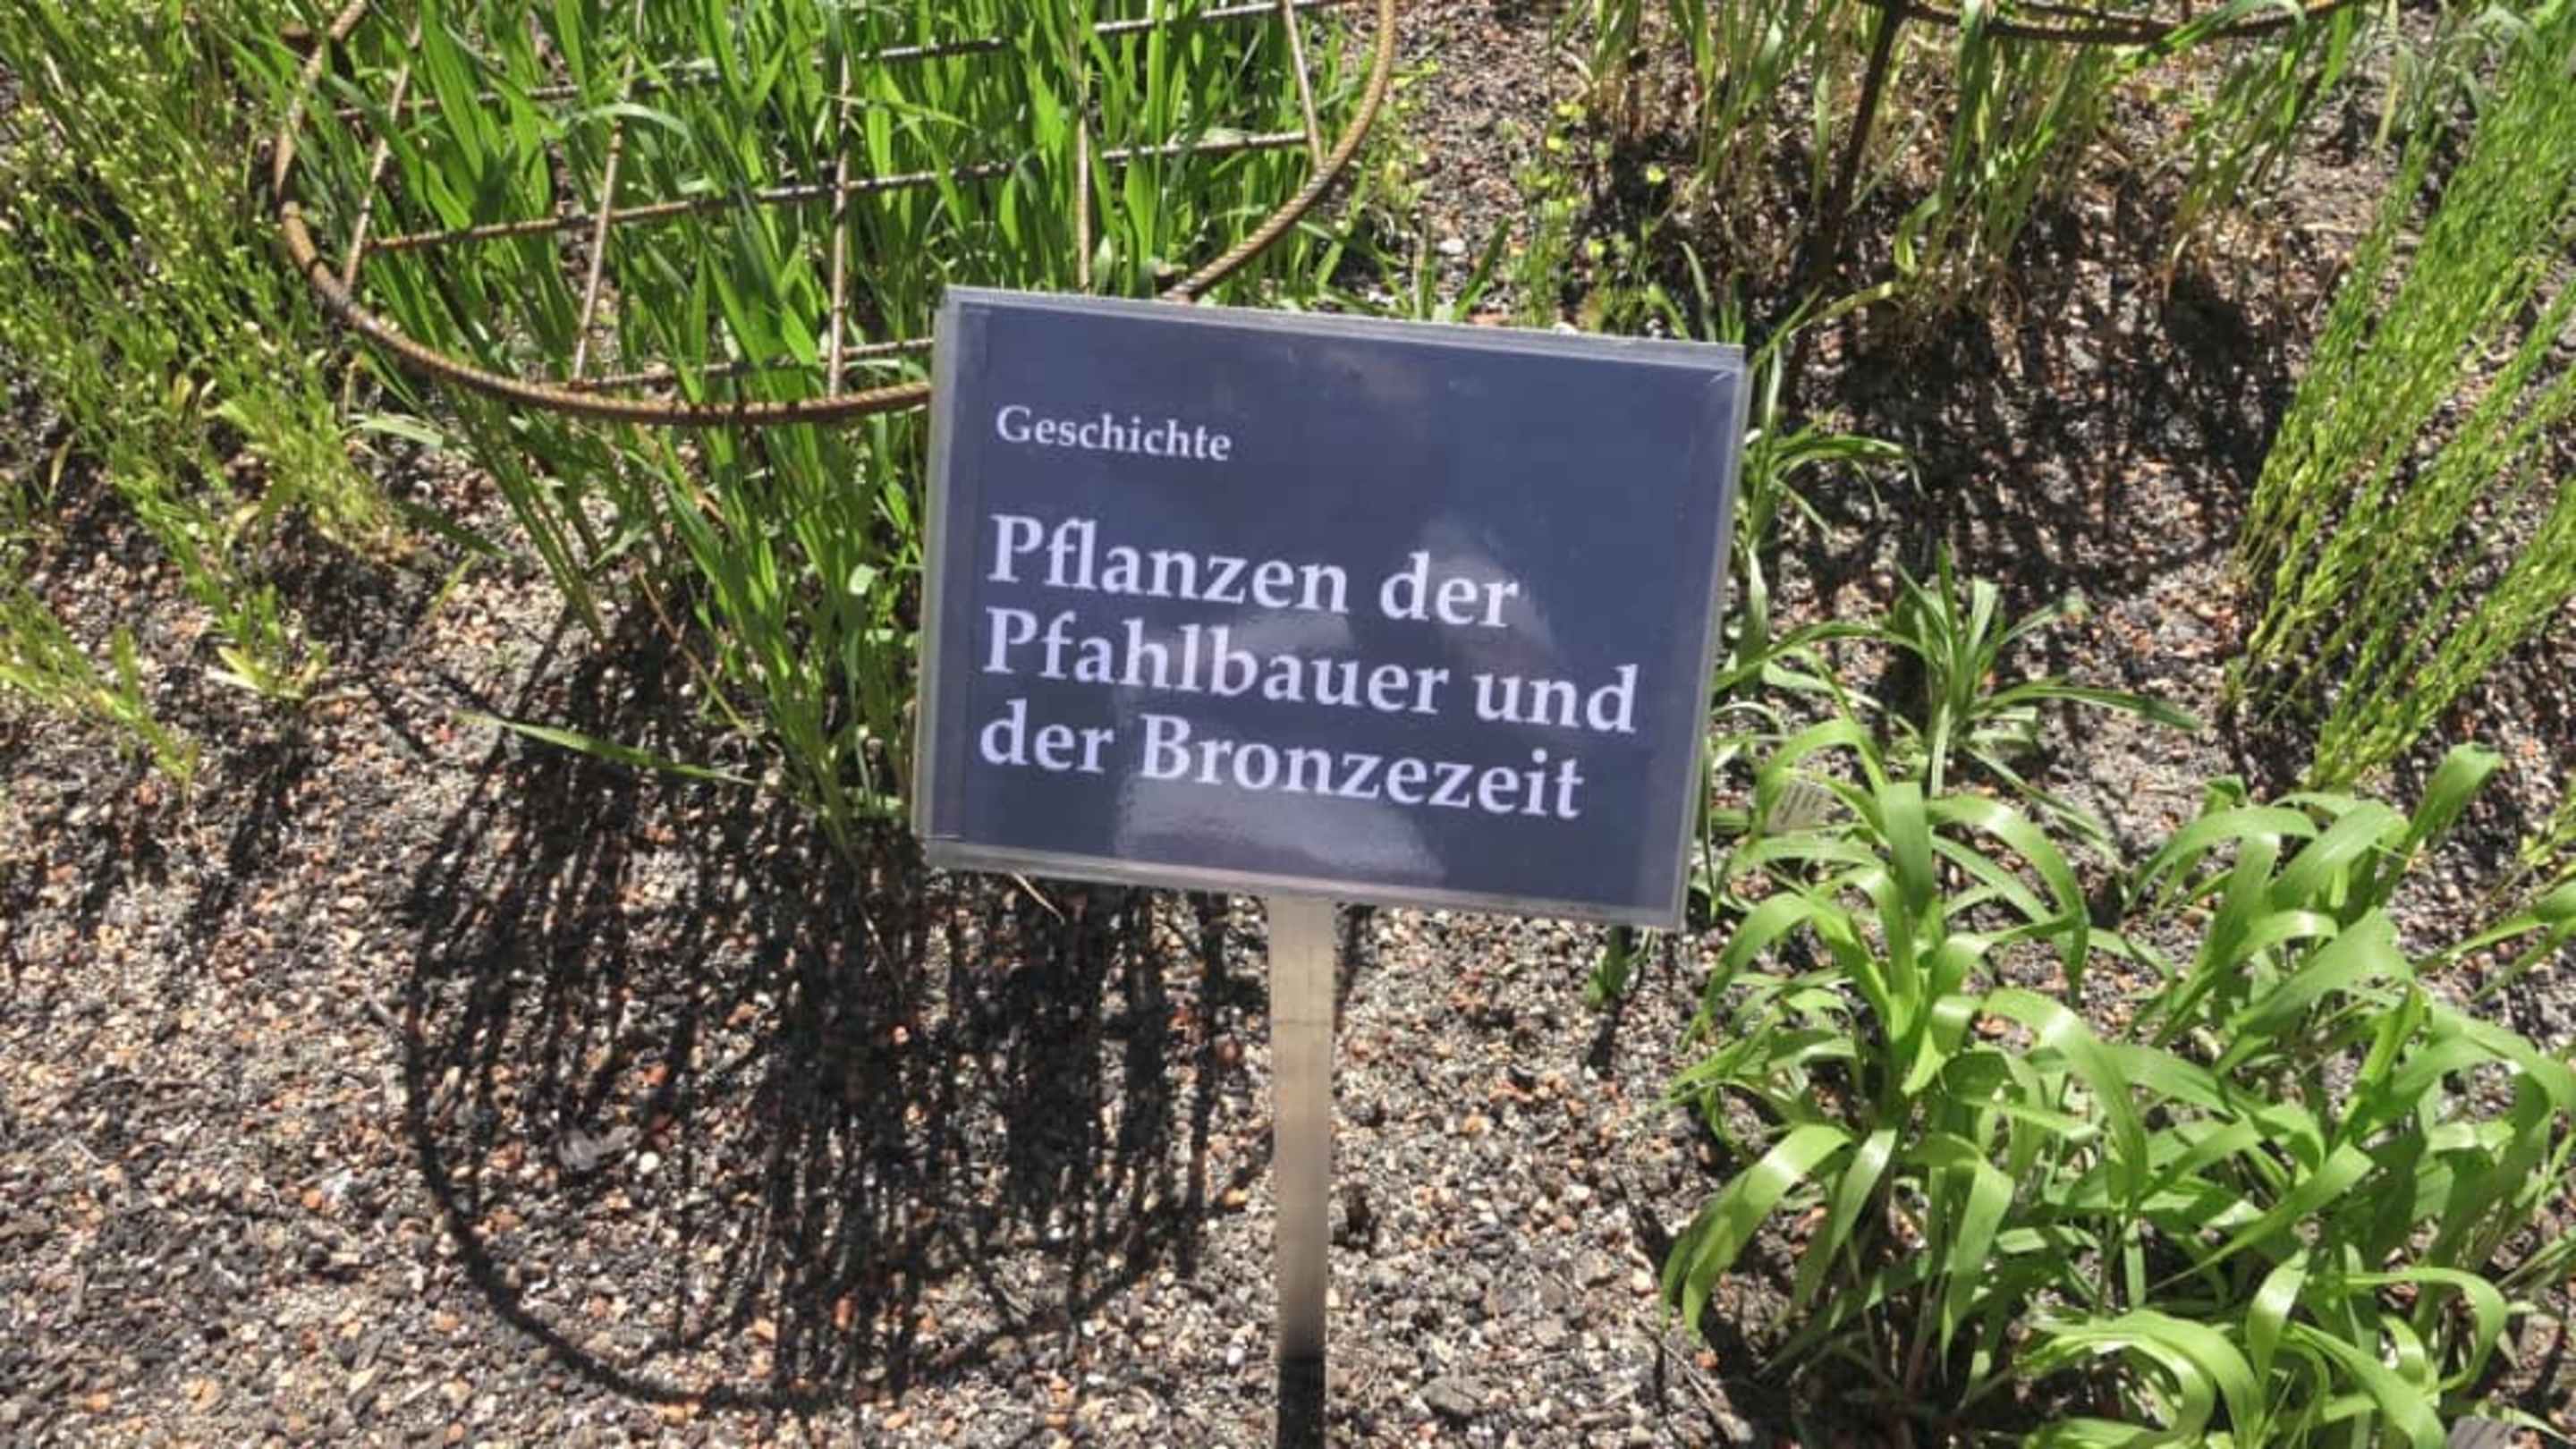 Geschichte
Pflanzen der
Pfahlbauer und
der Bronzezeit